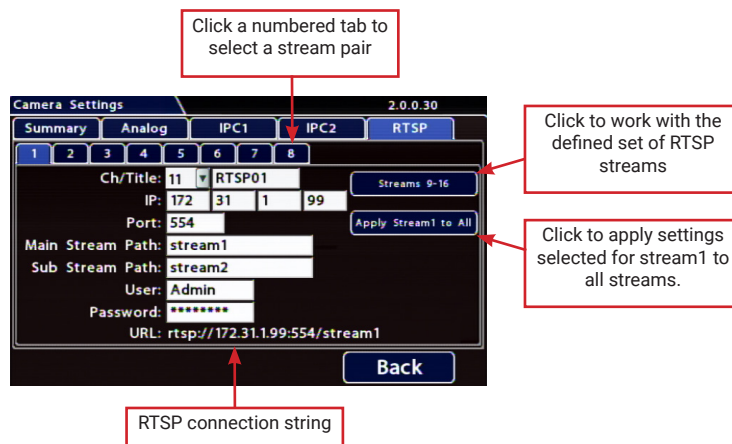 Click a numbered tab to
select a stream pair
Camera Settings
2.0.0.30
Summary
Analog
IPC1
IPC2
RTSP
1 2 3 4 5 6 7 8
Ch/Title: 11 RTSP01
Streams 9-16
IP: 172 31 1 99
Port: 554
Apply Stream1 to All
Main Stream Path: stream1
Sub Stream Path: stream2
User: Admin
Password: ********
URL: rtsp://172.31.1.99:554/stream1
Back
Click to work with the
defined set of RTSP
streams
Click to apply settings
selected for stream1 to
all streams.
RTSP connection string